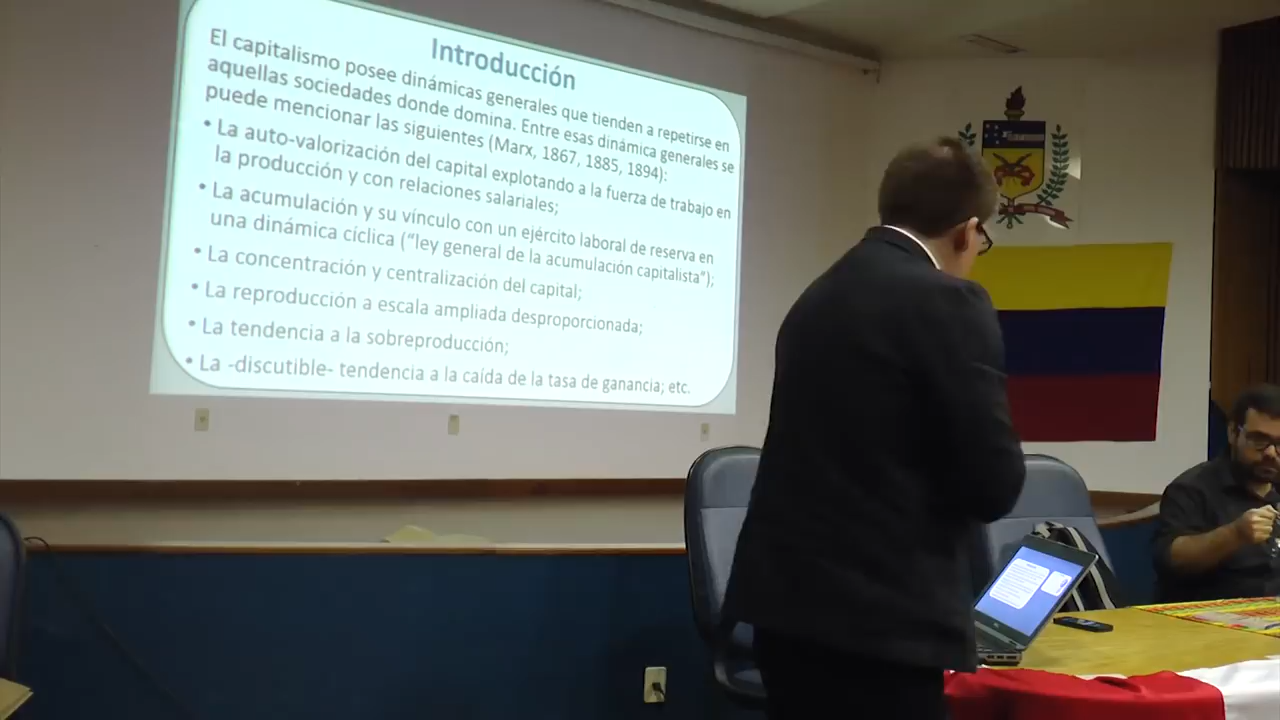 Introducción
El capitalismo posee dinámicas generales que tienden a repetirse en
aquellas sociedades donde domina. Entre esas dinámica generales se
puede mencionar las siguientes (Marx, 1867, 1885, 1894):
• La auto-valorización del capital explotando a la fuerza de trabajo en
la producción y con relaciones salariales;
• La acumulación y su vínculo con un ejército laboral de reserva en
una dinámica cíclica (“ley general de la acumulación capitalista”);
• La concentración y centralización del capital;
• La reproducción a escala ampliada desproporcionada;
• La tendencia a la sobreproducción;
• La -discutible- tendencia a la caída de la tasa de ganancia; etc.